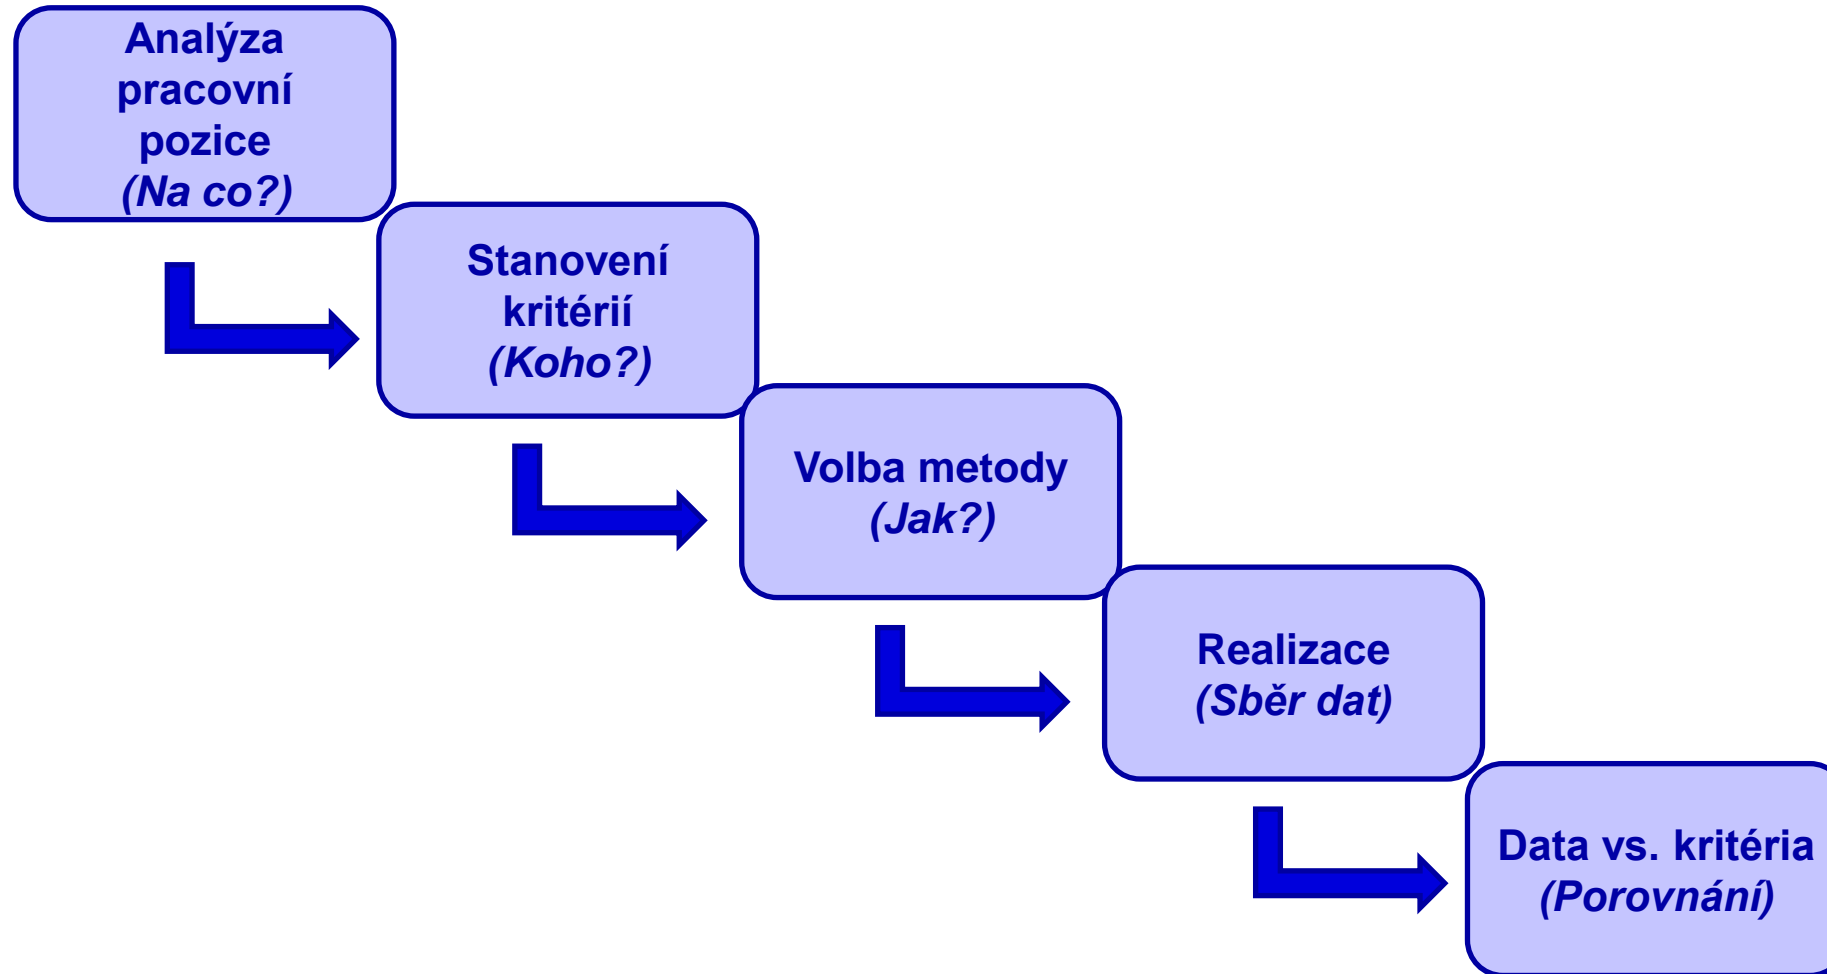 Analýza
pracovní
pozice
(Na co?)
Stanovení
kritérií
(Koho?)
Volba metody
(Jak?)
Realizace
(Sběr dat)
Data vs. kritéria
(Porovnání)